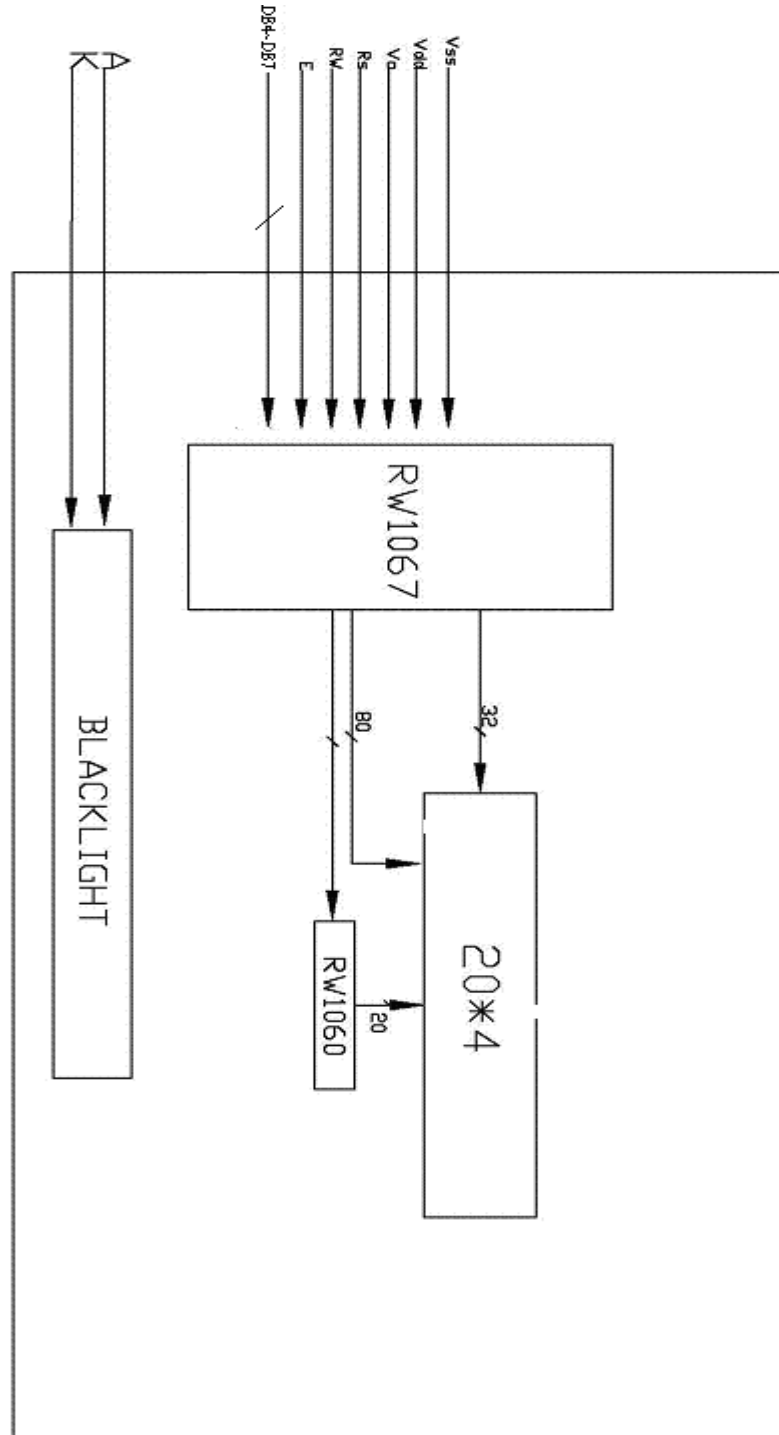 Vss
Vdd
Vo
Rs
RW
E
DB4-DB7
A
K
RW1067
32
80
20*4
RW1060
20
BLACKLIGHT